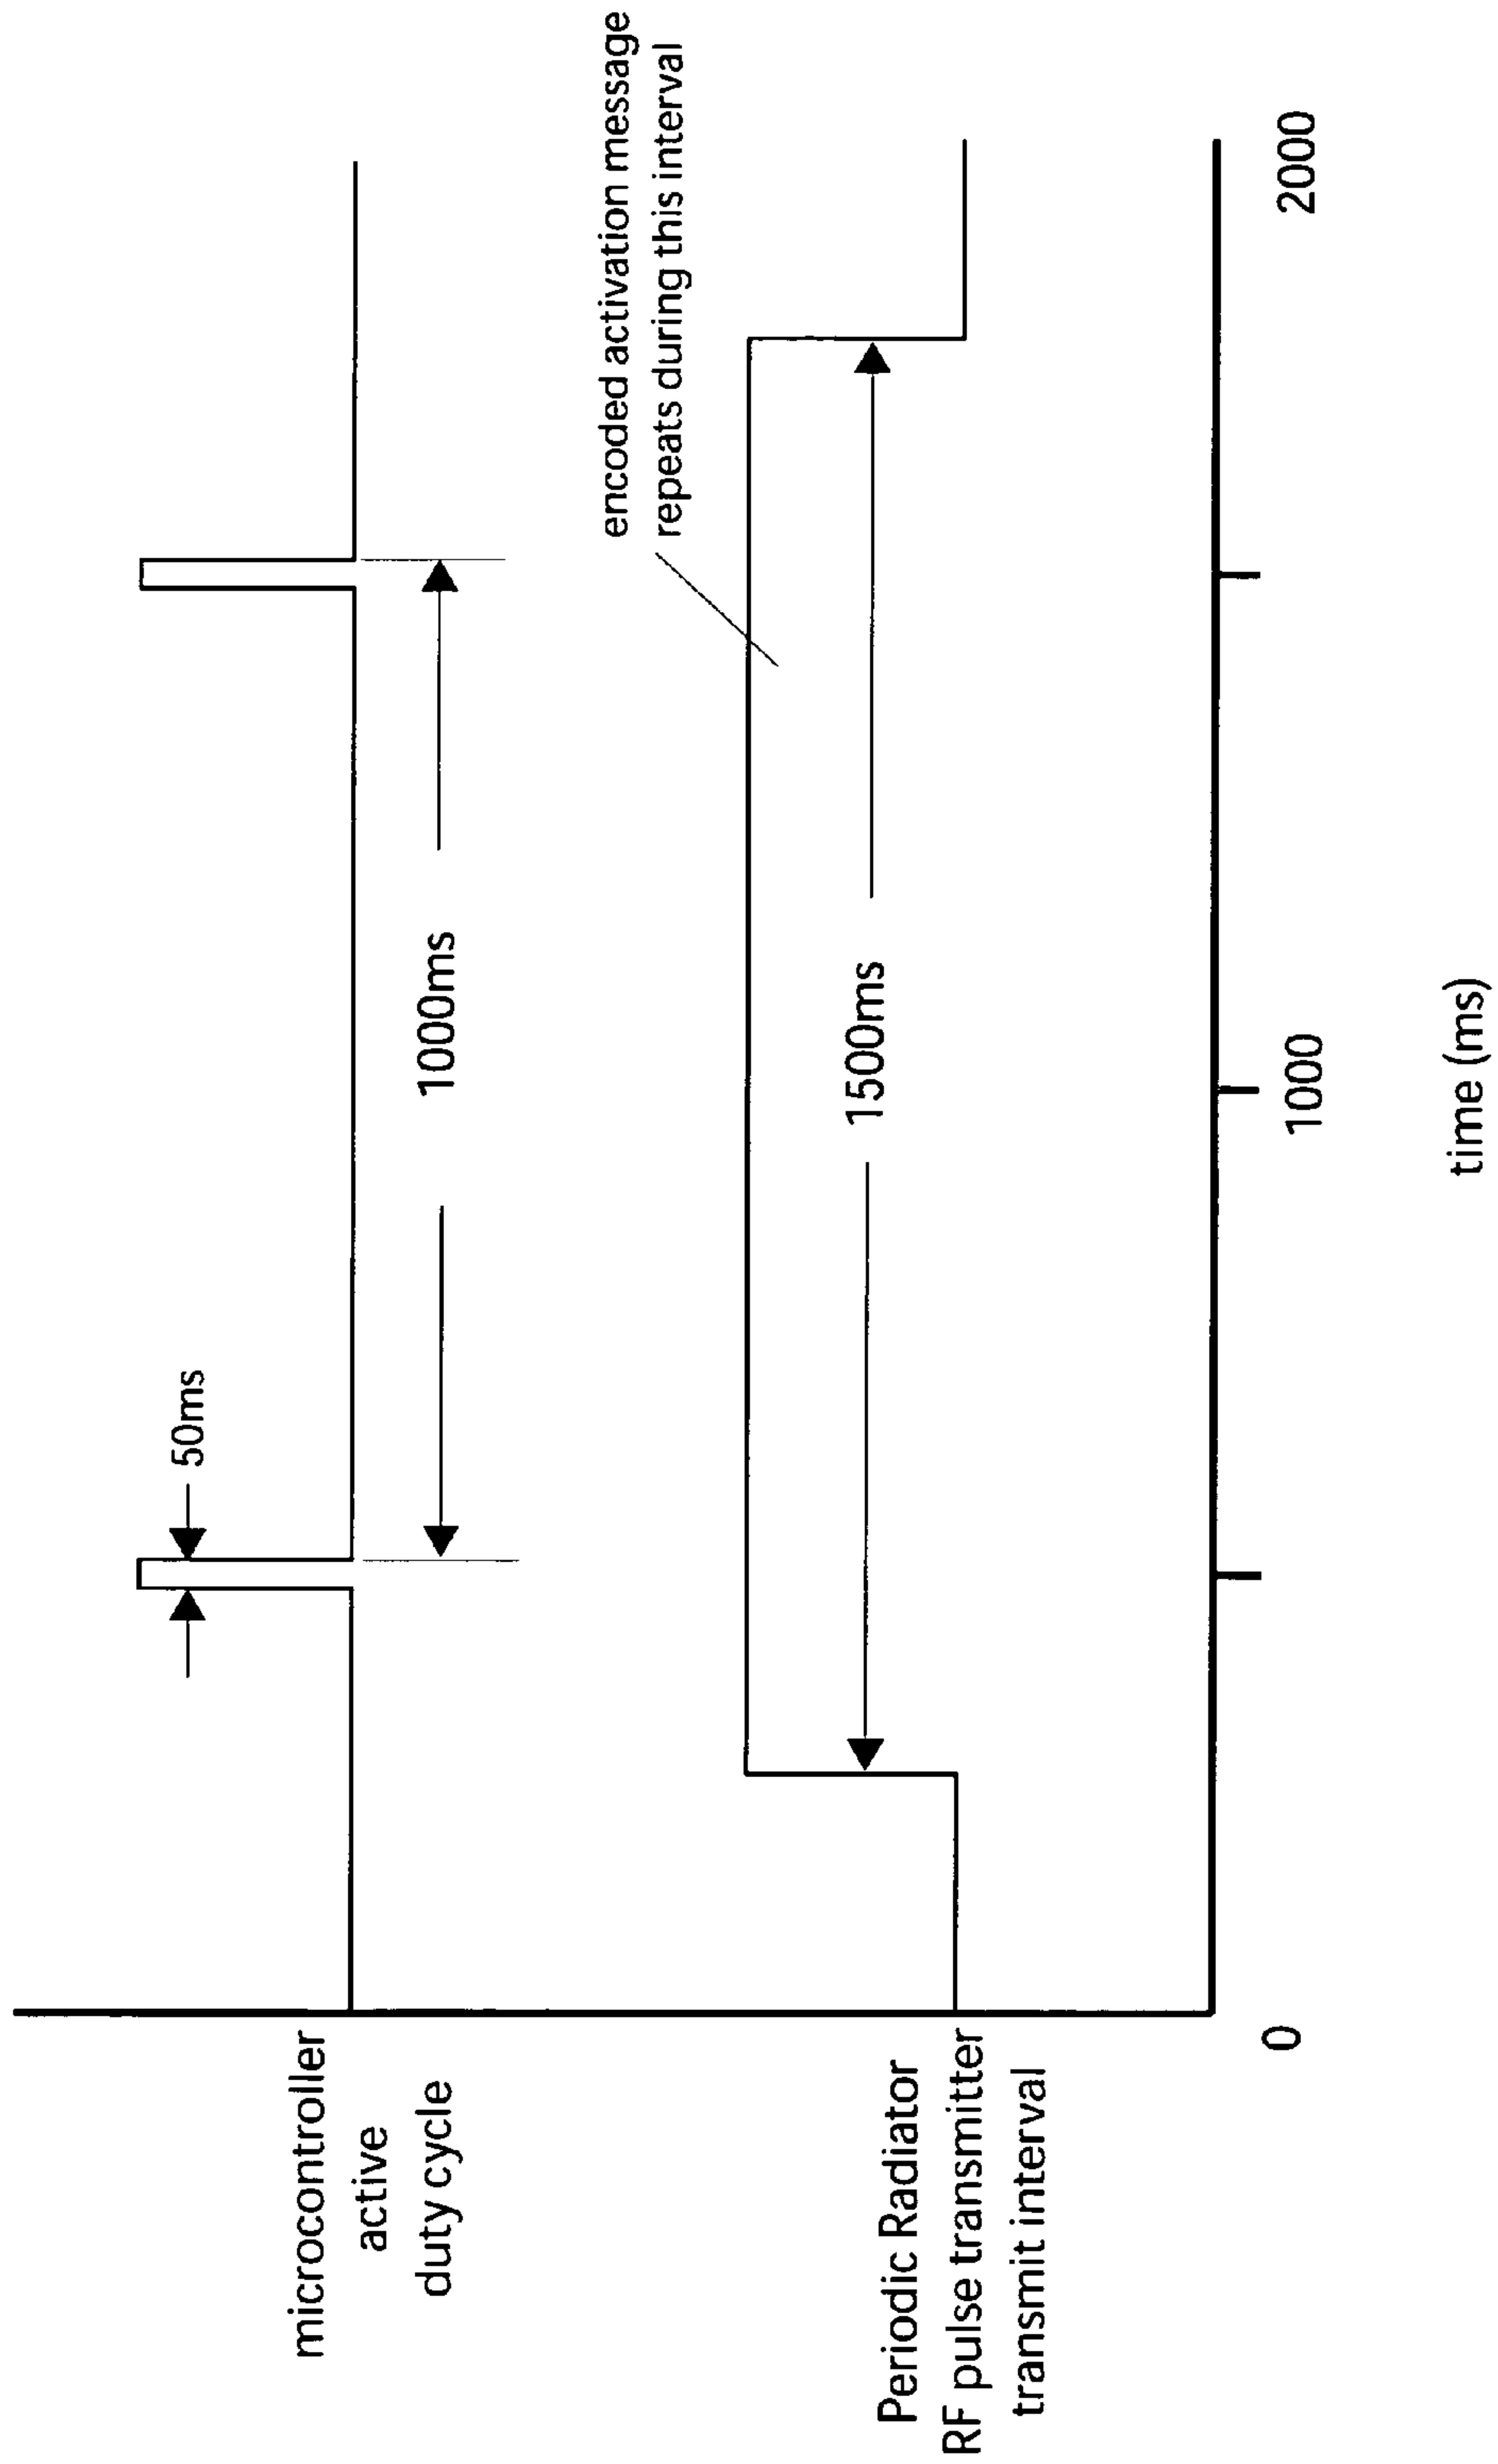 microcontroller
active
duty cycle
50ms
1000ms
encoded activation message
repeats during this interval
Periodic Radiator
RF pulse transmitter
transmit interval
1500ms
0
1000
2000
time (ms)